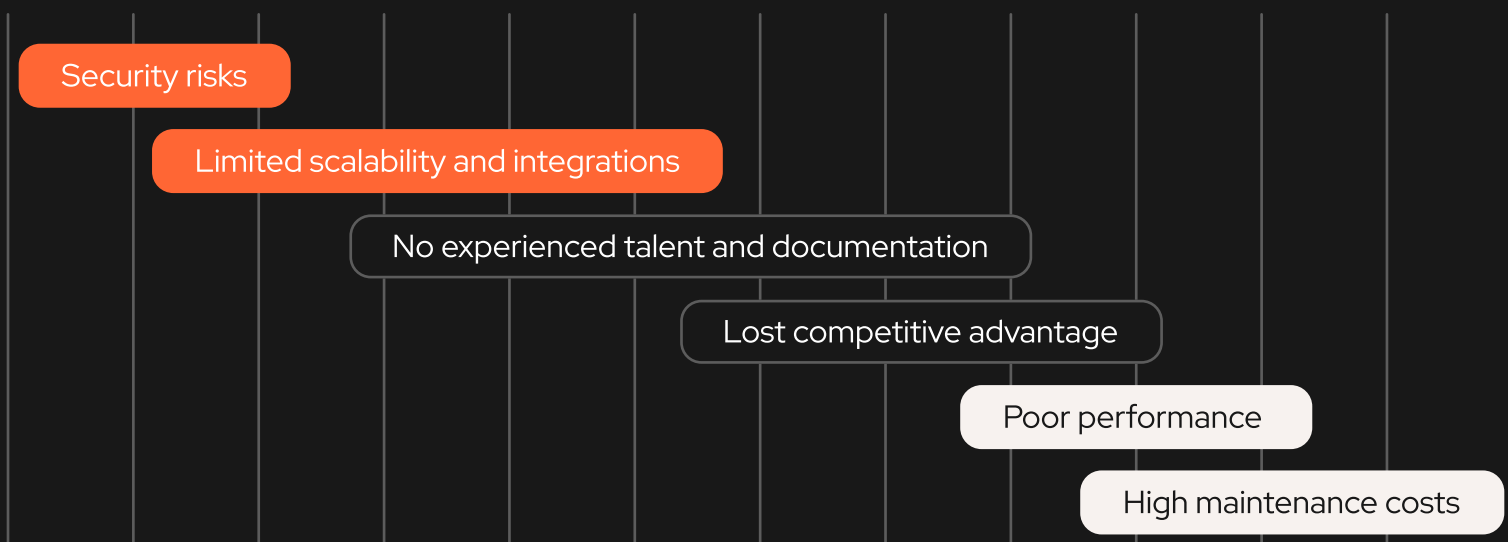 Security risks
Limited scalability and integrations
No experienced talent and documentation
Lost competitive advantage
Poor performance
High maintenance costs